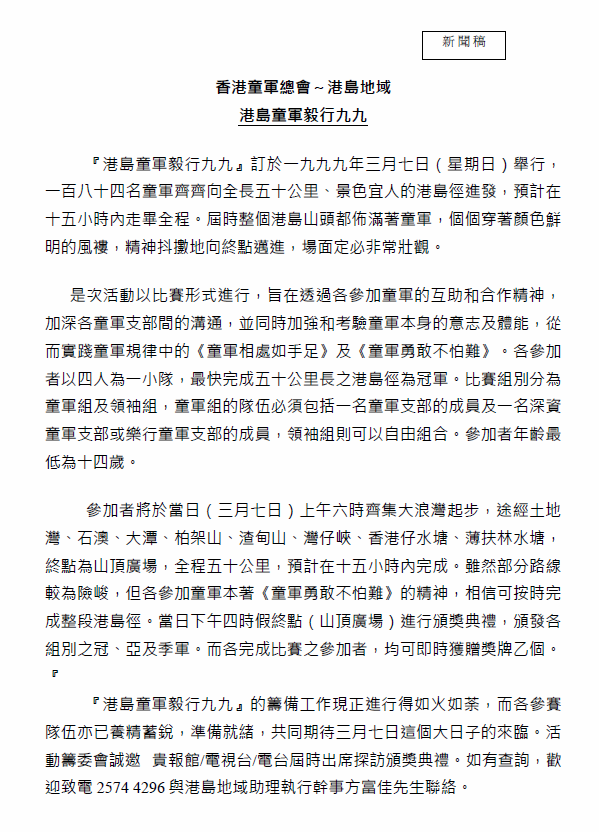 新聞稿
香港童軍總會～港島地域
港島童軍毅行九九
『港島童軍毅行九九』訂於一九九九年三月七日（星期日）舉行，
一百八十四名童軍齊齊向全長五十公里、景色宜人的港島徑進發，預計在
十五小時內走畢全程。屆時整個港島山頭都佈滿著童軍，個個穿著顏色鮮
明的風褸，精神抖擻地向終點邁進，場面定必非常壯觀。
是次活動以比賽形式進行，旨在透過各參加童軍的互助和合作精神，
加深各童軍支部間的溝通，並同時加強和考驗童軍本身的意志及體能，從
而實踐童軍規律中的《童軍相處如手足》及《童軍勇敢不怕難》。各參加
者以四人為一小隊，最快完成五十公里長之港島徑為冠軍。比賽組別分為
童軍組及領袖組，童軍組的隊伍必須包括一名童軍支部的成員及一名深資
童軍支部或樂行童軍支部的成員，領袖組則可以自由組合。參加者年齡最
低為十四歲。
參加者將於當日（三月七日）上午六時齊集大浪灣起步，途經土地
灣、石澳、大潭、柏架山、渣甸山、灣仔峽、香港仔水塘、薄扶林水塘，
終點為山頂廣場，全程五十公里，預計在十五小時內完成。雖然部分路線
較為險峻，但各參加童軍本著《童軍勇敢不怕難》的精神，相信可按時完
成整段港島徑。當日下午四時假終點（山頂廣場）進行頒獎典禮，頒發各
組別之冠、亞及季軍。而各完成比賽之參加者，均可即時獲贈獎牌乙個。
『
『港島童軍毅行九九』的籌備工作現正進行得如火如荼，而各參賽
隊伍亦已養精蓄銳，準備就緒，共同期待三月七日這個大日子的來臨。活
動籌委會誠邀 貴報館/電視台/電台屆時出席探訪頒獎典禮。如有查詢，歡
迎致電 2574 4296 與港島地域助理執行幹事方富佳先生聯絡。